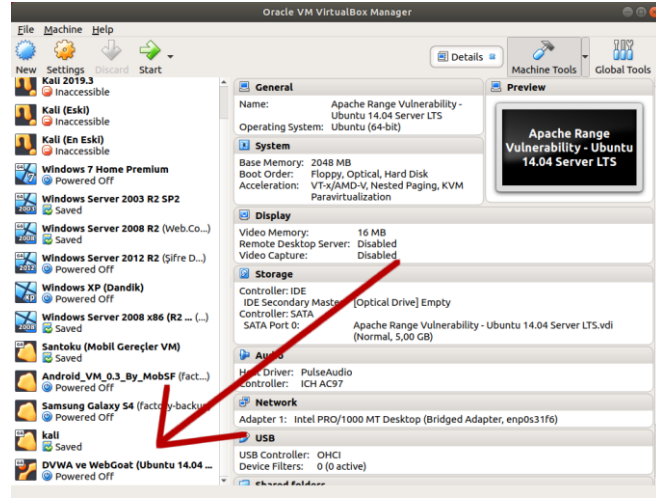 Oracle VM VirtualBox Manager
File Machine Help
New Settings Discard Start
Details
Machine Tools Global Tools
Kali 2019.3
Inaccessible
Kali (Eski)
Inaccessible
Kali (En Eski)
Inaccessible
Windows 7 Home Premium
Powered Off
Windows Server 2003 R2 SP2
Saved
Windows Server 2008 R2 (Web.Co...)
Saved
Windows Server 2012 R2 (Şifre D...)
Powered Off
Windows XP (Dandik)
Powered Off
Windows Server 2008 x86 (R2 ... (...)
Saved
Santoku (Mobil Gereçler VM)
Saved
Android_VM_0.3_By_MobSF (fact...)
Powered Off
Samsung Galaxy S4 (factory-backup
Powered Off
kali
Saved
DVWA ve WebGoat (Ubuntu 14.04 ...
Powered Off
General
Name: Apache Range Vulnerability -
Ubuntu 14.04 Server LTS
Operating System: Ubuntu (64-bit)
System
Base Memory: 2048 MB
Boot Order: Floppy, Optical, Hard Disk
Acceleration: VT-x/AMD-V, Nested Paging, KVM
Paravirtualization
Display
Video Memory: 16 MB
Remote Desktop Server: Disabled
Video Capture: Disabled
Storage
Controller: IDE
IDE Secondary Master: [Optical Drive] Empty
Controller: SATA
SATA Port 0: Apache Range Vulnerability - Ubuntu 14.04 Server LTS.vdi
(Normal, 5,00 GB)
Audio
Host Driver: PulseAudio
Controller: ICH AC97
Network
Adapter 1: Intel PRO/1000 MT Desktop (Bridged Adapter, enp0s31f6)
USB
USB Controller: OHCI
Device Filters: 0 (0 active)
Shared folders
Preview
Apache Range
Vulnerability - Ubuntu
14.04 Server LTS